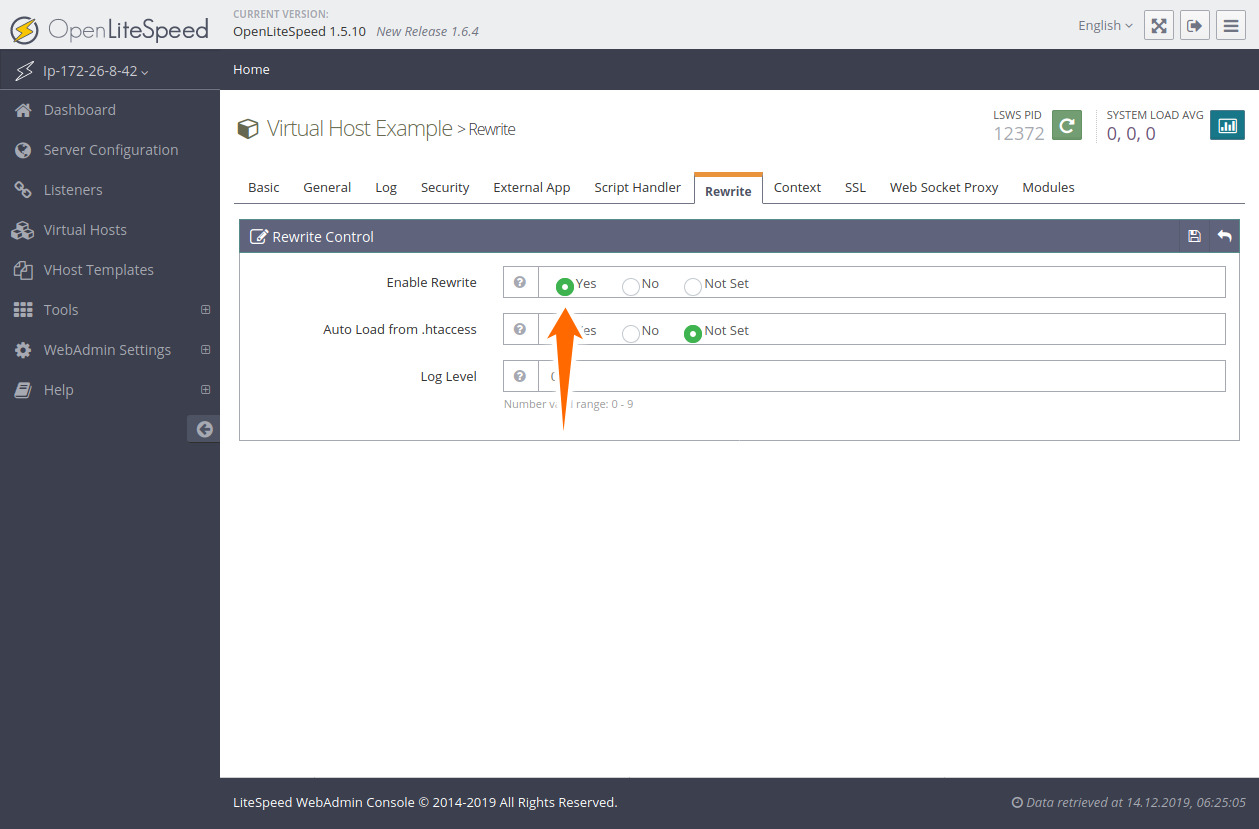 OpenLiteSpeed
CURRENT VERSION:
OpenLiteSpeed 1.5.10 New Release 1.6.4
English
Ip-172-26-8-42
Home
Dashboard
Server Configuration
Listeners
Virtual Hosts
VHost Templates
Tools
WebAdmin Settings
Help
Virtual Host Example > Rewrite
LSWS PID
12372
SYSTEM LOAD AVG
0, 0, 0
Basic General Log Security External App Script Handler Rewrite Context SSL Web Socket Proxy Modules
Rewrite Control
Enable Rewrite ? Yes No Not Set
Auto Load from .htaccess ? Yes No Not Set
Log Level ?
Number valid range: 0 - 9
LiteSpeed WebAdmin Console © 2014-2019 All Rights Reserved.
Data retrieved at 14.12.2019, 06:25:05